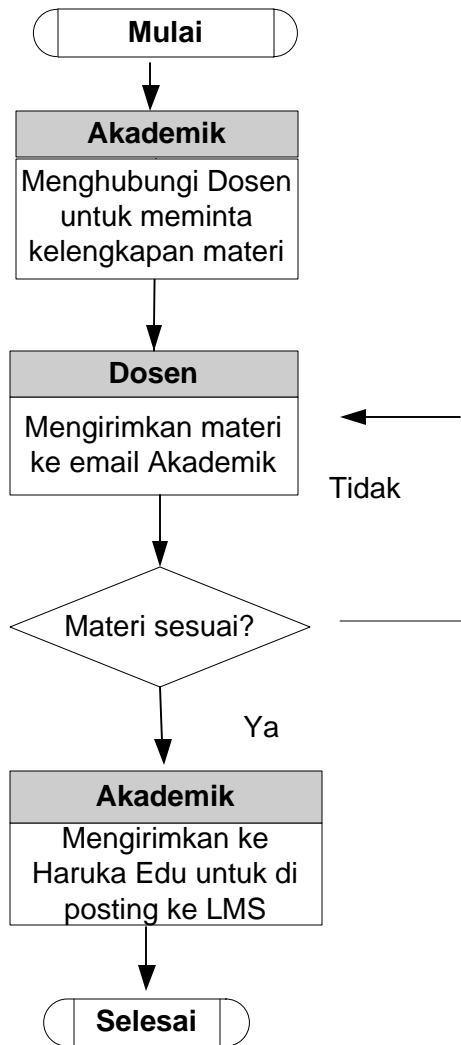 Mulai
Akademik
Menghubungi Dosen
untuk meminta
kelengkapan materi
Dosen
Mengirimkan materi
ke email Akademik
Tidak
Materi sesuai?
Ya
Akademik
Mengirimkan ke
Haruka Edu untuk di
posting ke LMS
Selesai